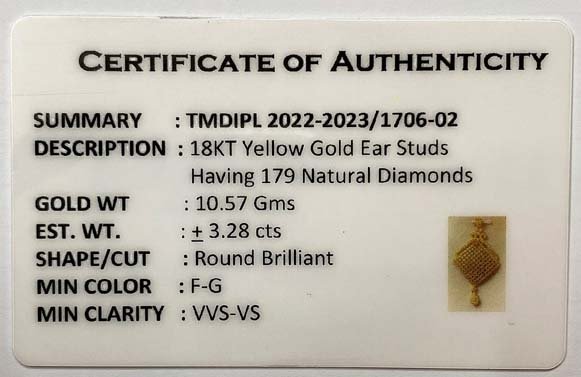 CERTIFICATE OF AUTHENTICITY
SUMMARY : TMDIPL 2022-2023/1706-02
DESCRIPTION : 18KT Yellow Gold Ear Studs
Having 179 Natural Diamonds
GOLD WT : 10.57 Gms
EST. WT. : ± 3.28 cts
SHAPE/CUT : Round Brilliant
MIN COLOR : F-G
MIN CLARITY : VVS-VS